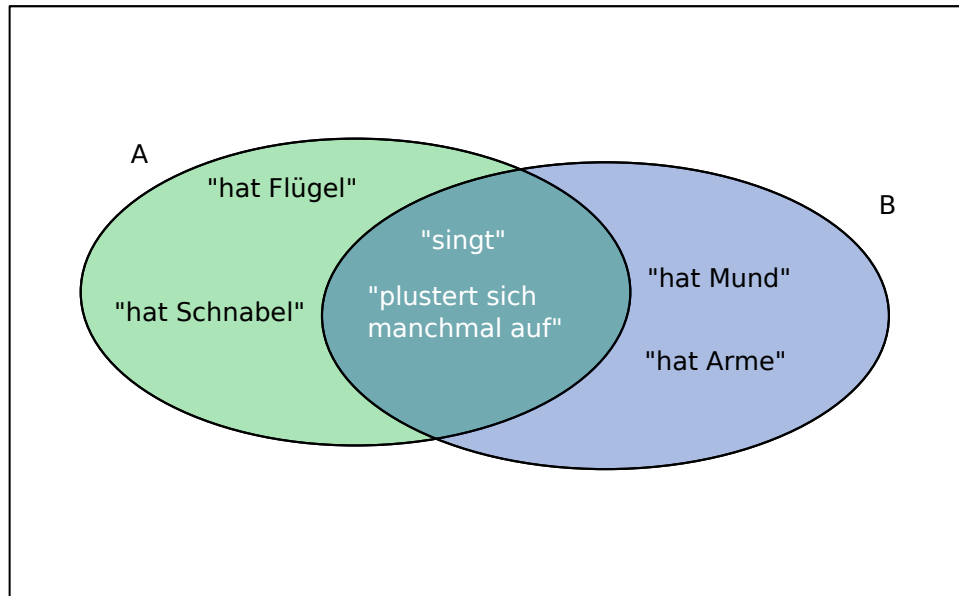 A
"hat Flügel"
"hat Schnabel"
"singt"
"plustert sich
manchmal auf"
B
"hat Mund"
"hat Arme"